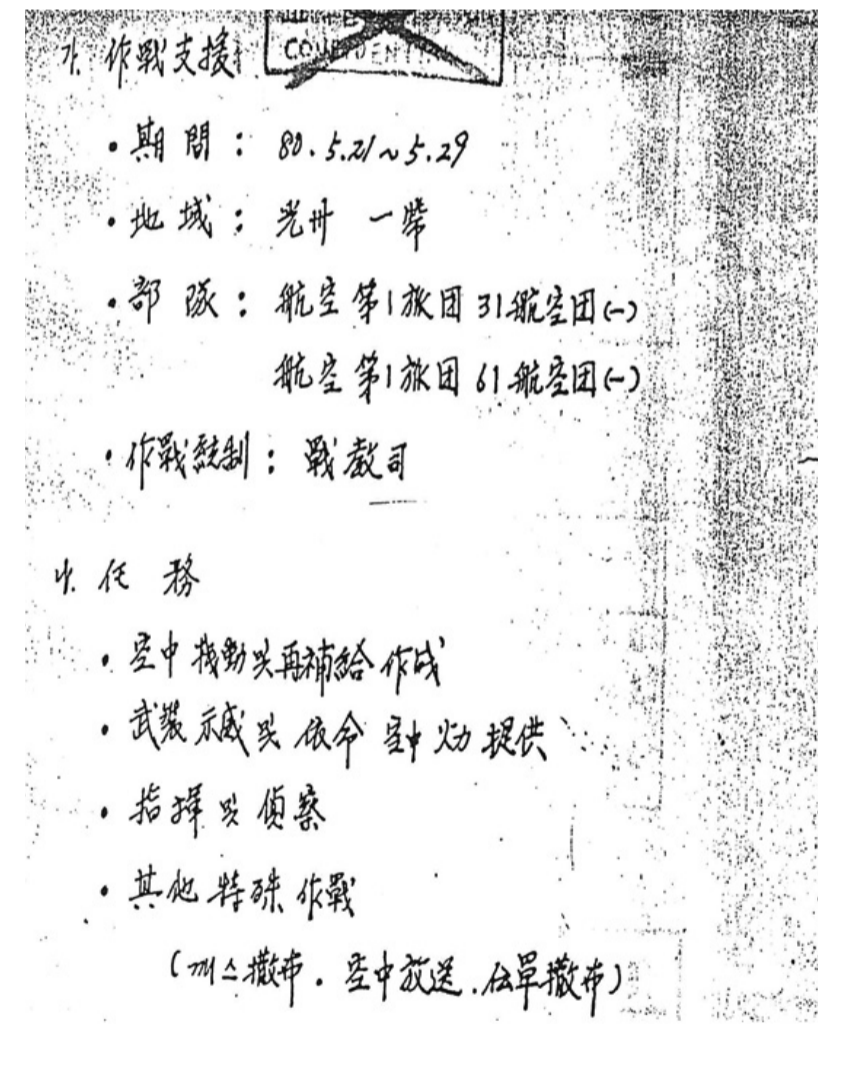 CONFIDENTIAL
가. 作戰支援
· 期間 : 80. 5.21 ~ 5.29
· 地域 : 光州 一帶
· 部隊 : 航空第1旅団 31航空団(-)
航空第1旅団 61航空団(-)
· 作戰統制 : 戰敎司
나. 任務
· 空中機動 및 再補給 作戰
· 武裝示威 및 依命 空中火力 提供
· 指揮 및 偵察
· 其他 特殊作戰
(까스撒布. 空中放送. 伝單撒布)